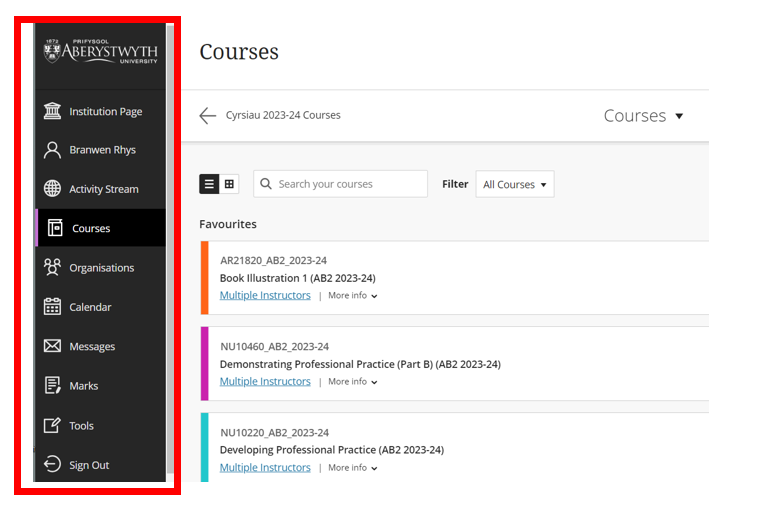 1872
PRIFYSGOL
ABERYSTWYTH
UNIVERSITY
Institution Page
Branwen Rhys
Activity Stream
Courses
Organisations
Calendar
Messages
Marks
Tools
Sign Out
Courses
Cyrsiau 2023-24 Courses
Courses
Search your courses
Filter
All Courses
Favourites
AR21820_AB2_2023-24
Book Illustration 1 (AB2 2023-24)
Multiple Instructors | More info
NU10460_AB2_2023-24
Demonstrating Professional Practice (Part B) (AB2 2023-24)
Multiple Instructors | More info
NU10220_AB2_2023-24
Developing Professional Practice (AB2 2023-24)
Multiple Instructors | More info